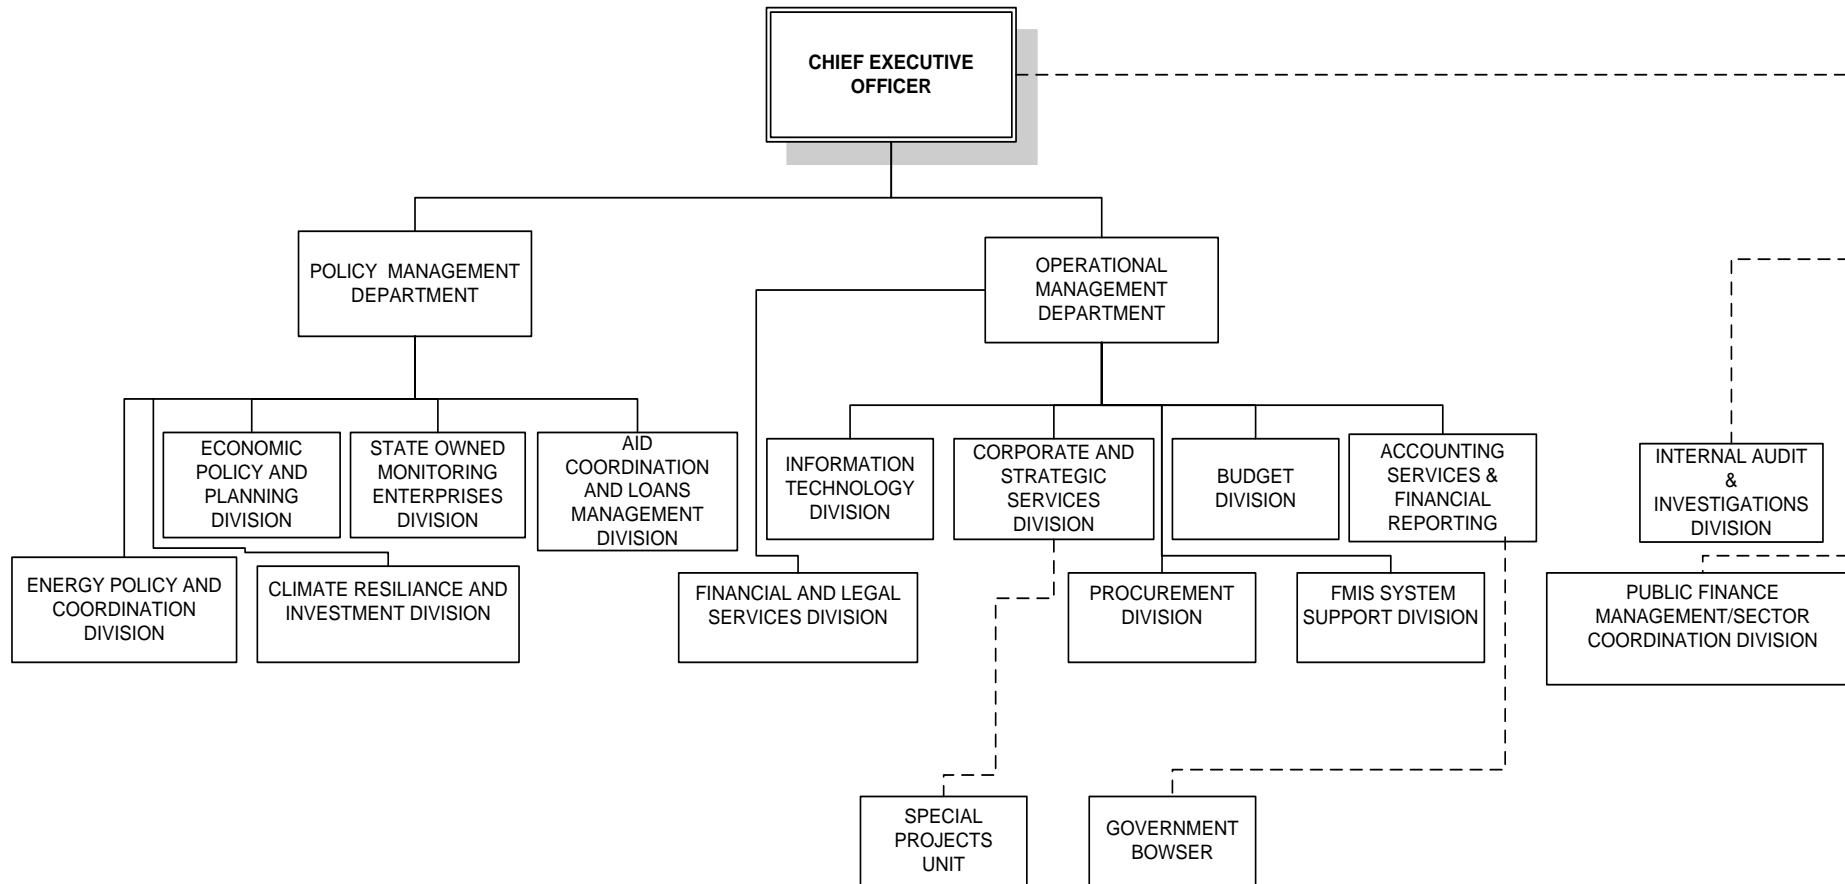 CHIEF EXECUTIVE
OFFICER
POLICY MANAGEMENT
DEPARTMENT
OPERATIONAL
MANAGEMENT
DEPARTMENT
ECONOMIC
POLICY AND
PLANNING
DIVISION
STATE OWNED
MONITORING
ENTERPRISES
DIVISION
AID
COORDINATION
AND LOANS
MANAGEMENT
DIVISION
INFORMATION
TECHNOLOGY
DIVISION
CORPORATE AND
STRATEGIC
SERVICES
DIVISION
BUDGET
DIVISION
ACCOUNTING
SERVICES &
FINANCIAL
REPORTING
INTERNAL AUDIT
&
INVESTIGATIONS
DIVISION
ENERGY POLICY AND
COORDINATION
DIVISION
CLIMATE RESILIANCE AND
INVESTMENT DIVISION
FINANCIAL AND LEGAL
SERVICES DIVISION
PROCUREMENT
DIVISION
FMIS SYSTEM
SUPPORT DIVISION
PUBLIC FINANCE
MANAGEMENT/SECTOR
COORDINATION DIVISION
SPECIAL
PROJECTS
UNIT
GOVERNMENT
BOWSER